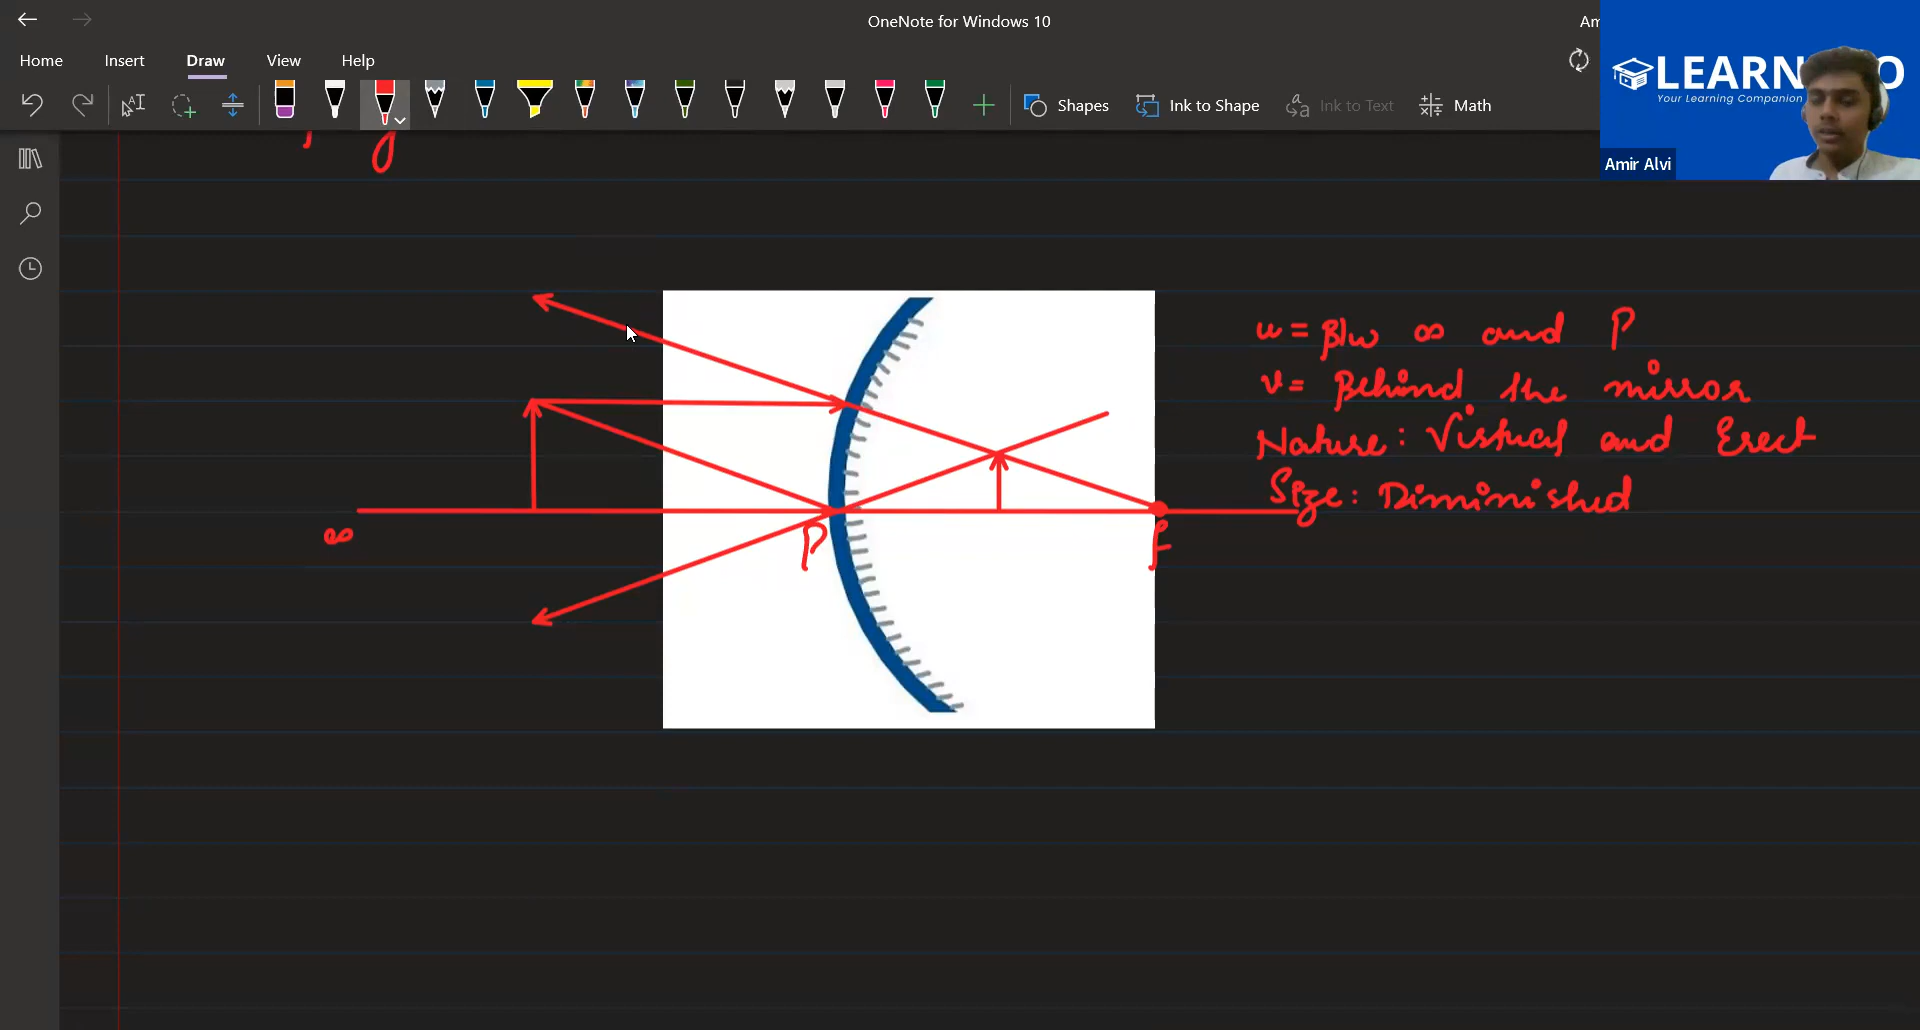 OneNote for Windows 10
Am
Home Insert Draw View Help
Shapes Ink to Shape Ink to Text Math
LEARN O
Your Learning Companion
Amir Alvi
y
u = B/w ∞ and P
v = Behind the mirror
Nature : Virtual and Erect
Size : Diminished
∞ P f